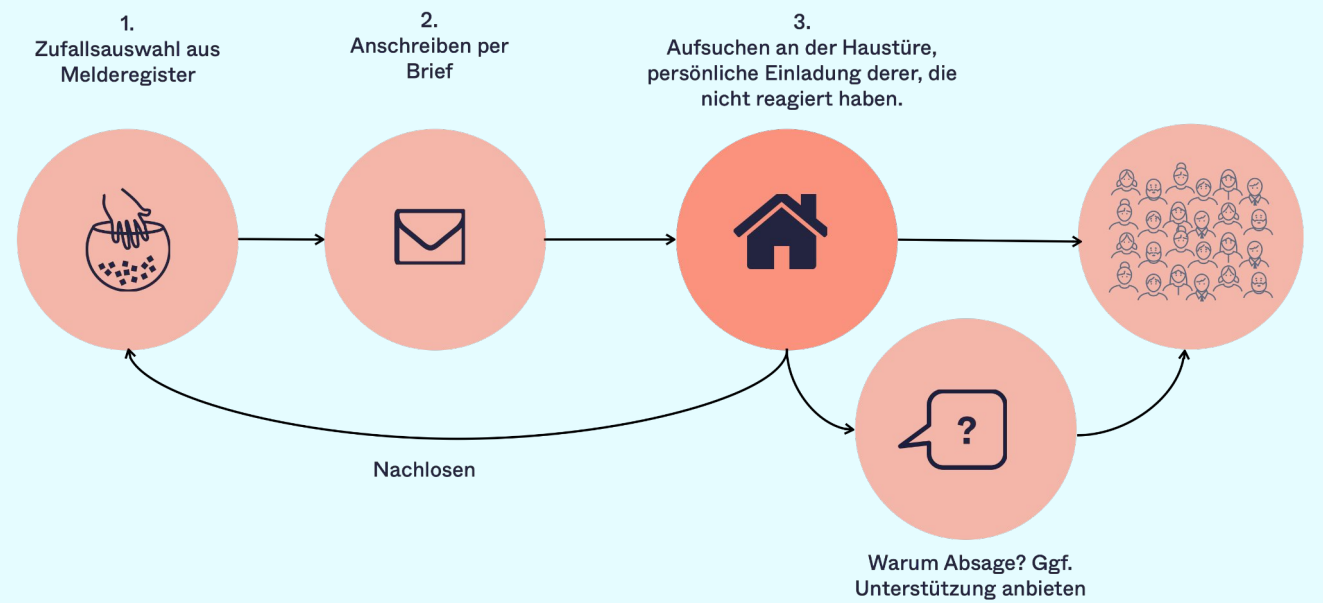 1.
Zufallsauswahl aus
Melderegister
2.
Anschreiben per
Brief
3.
Aufsuchen an der Haustüre,
persönliche Einladung derer, die
nicht reagiert haben.
?
Nachlosen
Warum Absage? Ggf.
Unterstützung anbieten